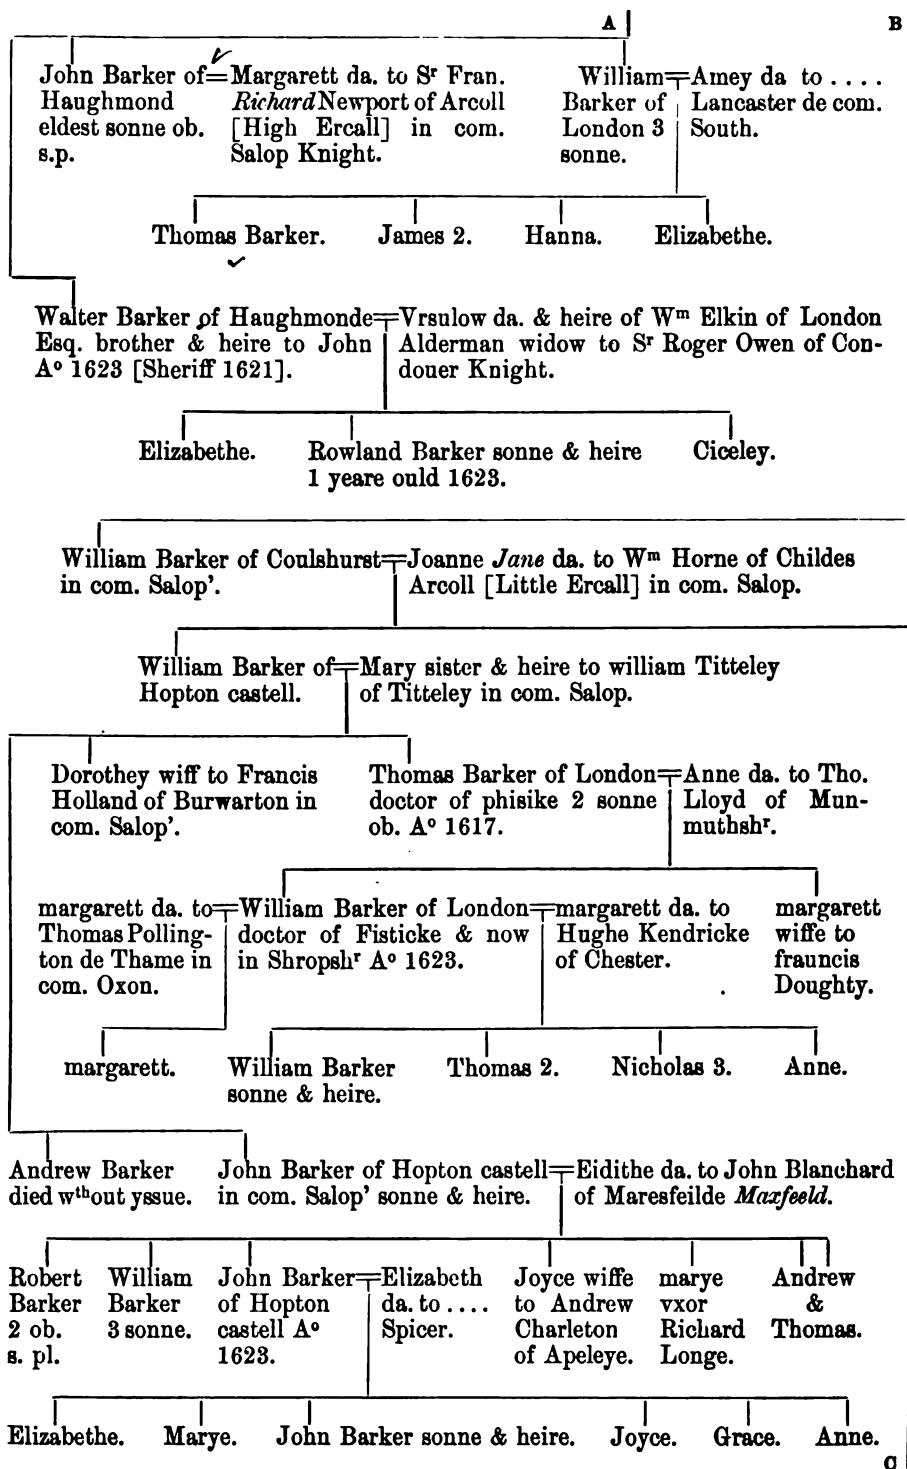 A B
John Barker of = Margarett da. to Sr Fran.
Haughmond
eldest sonne ob.
s.p.
Richard Newport of Arcoll
[High Ercall] in com.
Salop Knight.
William = Amey da to . . . .
Barker of
London 3
sonne.
Lancaster de com.
South.
Thomas Barker. James 2. Hanna. Elizabethe.
Walter Barker of Haughmonde = Vrsulow da. & heire of Wm Elkin of London
Esq. brother & heire to John
Ao 1623 [Sheriff 1621].
Alderman widow to Sr Roger Owen of Con-
douer Knight.
Elizabethe.
Rowland Barker sonne & heire
1 yeare ould 1623.
Ciceley.
William Barker of Coulshurst = Joanne Jane da. to Wm Horne of Childes
in com. Salop'.
Arcoll [Little Ercall] in com. Salop.
William Barker of = Mary sister & heire to william Titteley
Hopton castell.
of Titteley in com. Salop.
Dorothey wiff to Francis
Holland of Burwarton in
com. Salop'.
Thomas Barker of London = Anne da. to Tho.
doctor of phisike 2 sonne
ob. Ao 1617.
Lloyd of Mun-
muthshr.
margarett da. to = William Barker of London = margarett da. to
Thomas Polling-
ton de Thame in
com. Oxon.
doctor of Fisticke & now
in Shropshr Ao 1623.
Hughe Kendricke
of Chester.
margarett
wiffe to
frauncis
Doughty.
margarett.
William Barker
sonne & heire.
Thomas 2. Nicholas 3. Anne.
Andrew Barker
died wthout yssue.
John Barker of Hopton castell = Eidithe da. to John Blanchard
in com. Salop' sonne & heire.
of Maresfeilde Maxfeeld.
Robert
Barker
2 ob.
s. pl.
William
Barker
3 sonne.
John Barker = Elizabeth
of Hopton
castell Ao
1623.
da. to . . . .
Spicer.
Joyce wiffe
to Andrew
Charleton
of Apeleye.
marye
vxor
Richard
Longe.
Andrew
&
Thomas.
Elizabethe. Marye. John Barker sonne & heire. Joyce. Grace. Anne.
C